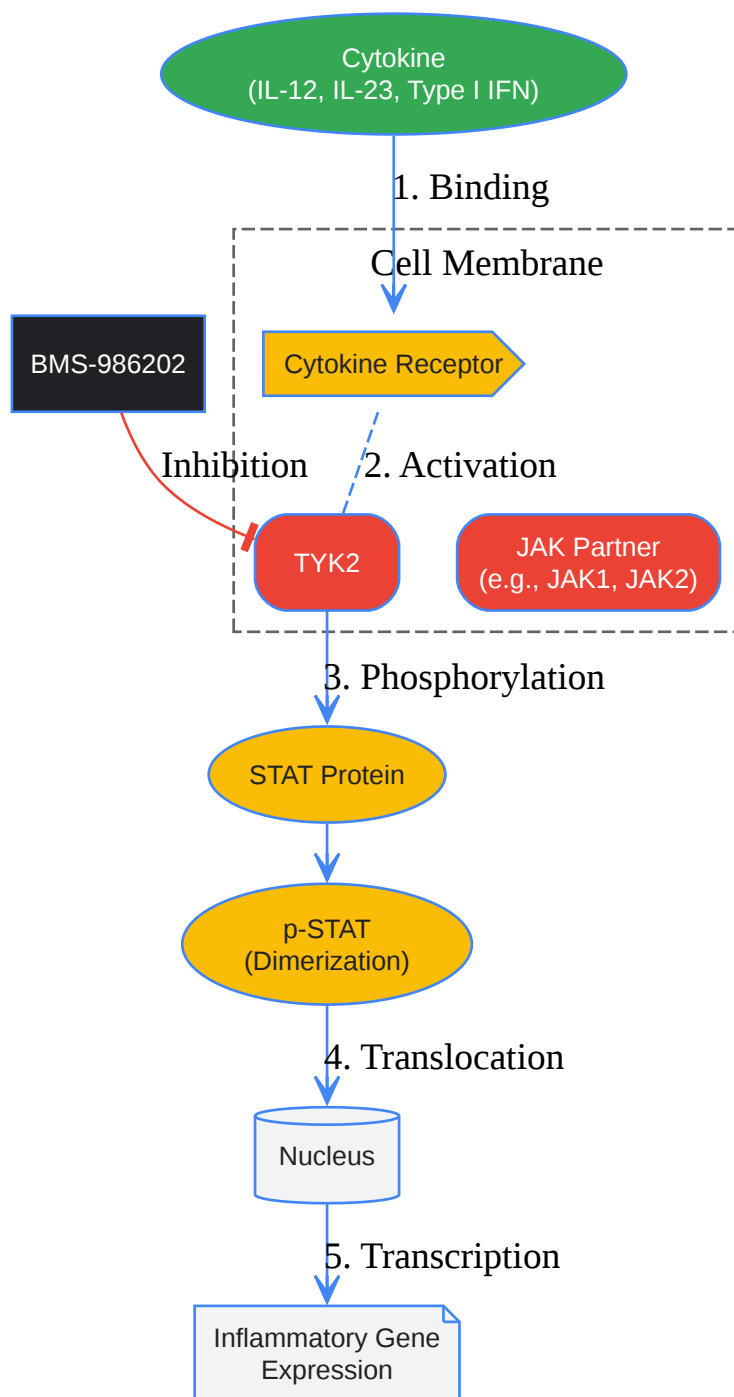 Cytokine
(IL-12, IL-23, Type I IFN)
1. Binding
Cell Membrane
BMS-986202
Cytokine Receptor
Inhibition
2. Activation
TYK2
JAK Partner
(e.g., JAK1, JAK2)
3. Phosphorylation
STAT Protein
p-STAT
(Dimerization)
4. Translocation
Nucleus
5. Transcription
Inflammatory Gene
Expression